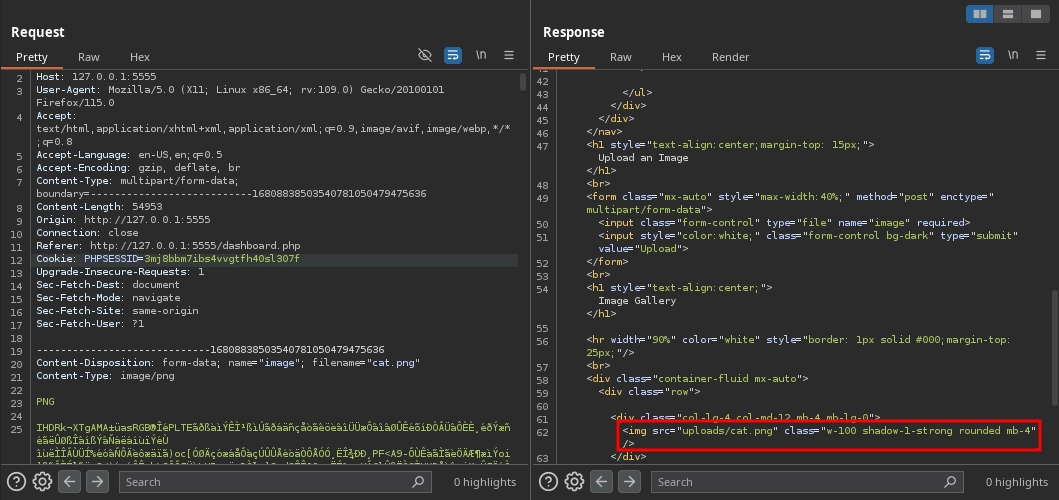 Request
Pretty Raw Hex
\n
2 Host: 127.0.0.1:5555
3 User-Agent: Mozilla/5.0 (X11; Linux x86_64; rv:109.0) Gecko/20100101
Firefox/115.0
4 Accept:
text/html,application/xhtml+xml,application/xml;q=0.9,image/avif,image/webp,*/*
;q=0.8
5 Accept-Language: en-US,en;q=0.5
6 Accept-Encoding: gzip, deflate, br
7 Content-Type: multipart/form-data;
boundary=---------------------------16808838503540781050479475636
8 Content-Length: 54953
9 Origin: http://127.0.0.1:5555
10 Connection: close
11 Referer: http://127.0.0.1:5555/dashboard.php
12 Cookie: PHPSESSID=3mj8bbm7ibs4vvgtfh40sl307f
13 Upgrade-Insecure-Requests: 1
14 Sec-Fetch-Dest: document
15 Sec-Fetch-Mode: navigate
16 Sec-Fetch-Site: same-origin
17 Sec-Fetch-User: ?1
18
19 -----------------------------16808838503540781050479475636
20 Content-Disposition: form-data; name="image"; filename="cat.png"
21 Content-Type: image/png
22
23 PNG
24
25
Search
0 highlights
Response
Pretty Raw Hex Render
\n
42
43 </ul>
44 </div>
45 </div>
46 </nav>
47 <h1 style="text-align:center;margin-top: 15px;">
Upload an Image
</h1>
48 <br>
49 <form class="mx-auto" style="max-width:40%;" method="post" enctype="
multipart/form-data">
50 <input class="form-control" type="file" name="image" required>
51 <input style="color:white;" class="form-control bg-dark" type="submit"
value="Upload">
52 </form>
53 <br>
54 <h1 style="text-align:center;">
Image Gallery
</h1>
55
56 <hr width="90%" color="white" style="border: 1px solid #000;margin-top:
25px;"/>
57 <br>
58 <div class="container-fluid mx-auto">
59 <div class="row">
60
61 <div class="col-lg-4 col-md-12 mb-4 mb-lg-0">
62 <img src="uploads/cat.png" class="w-100 shadow-1-strong rounded mb-4"
/>
63 </div>
Search
0 highlights